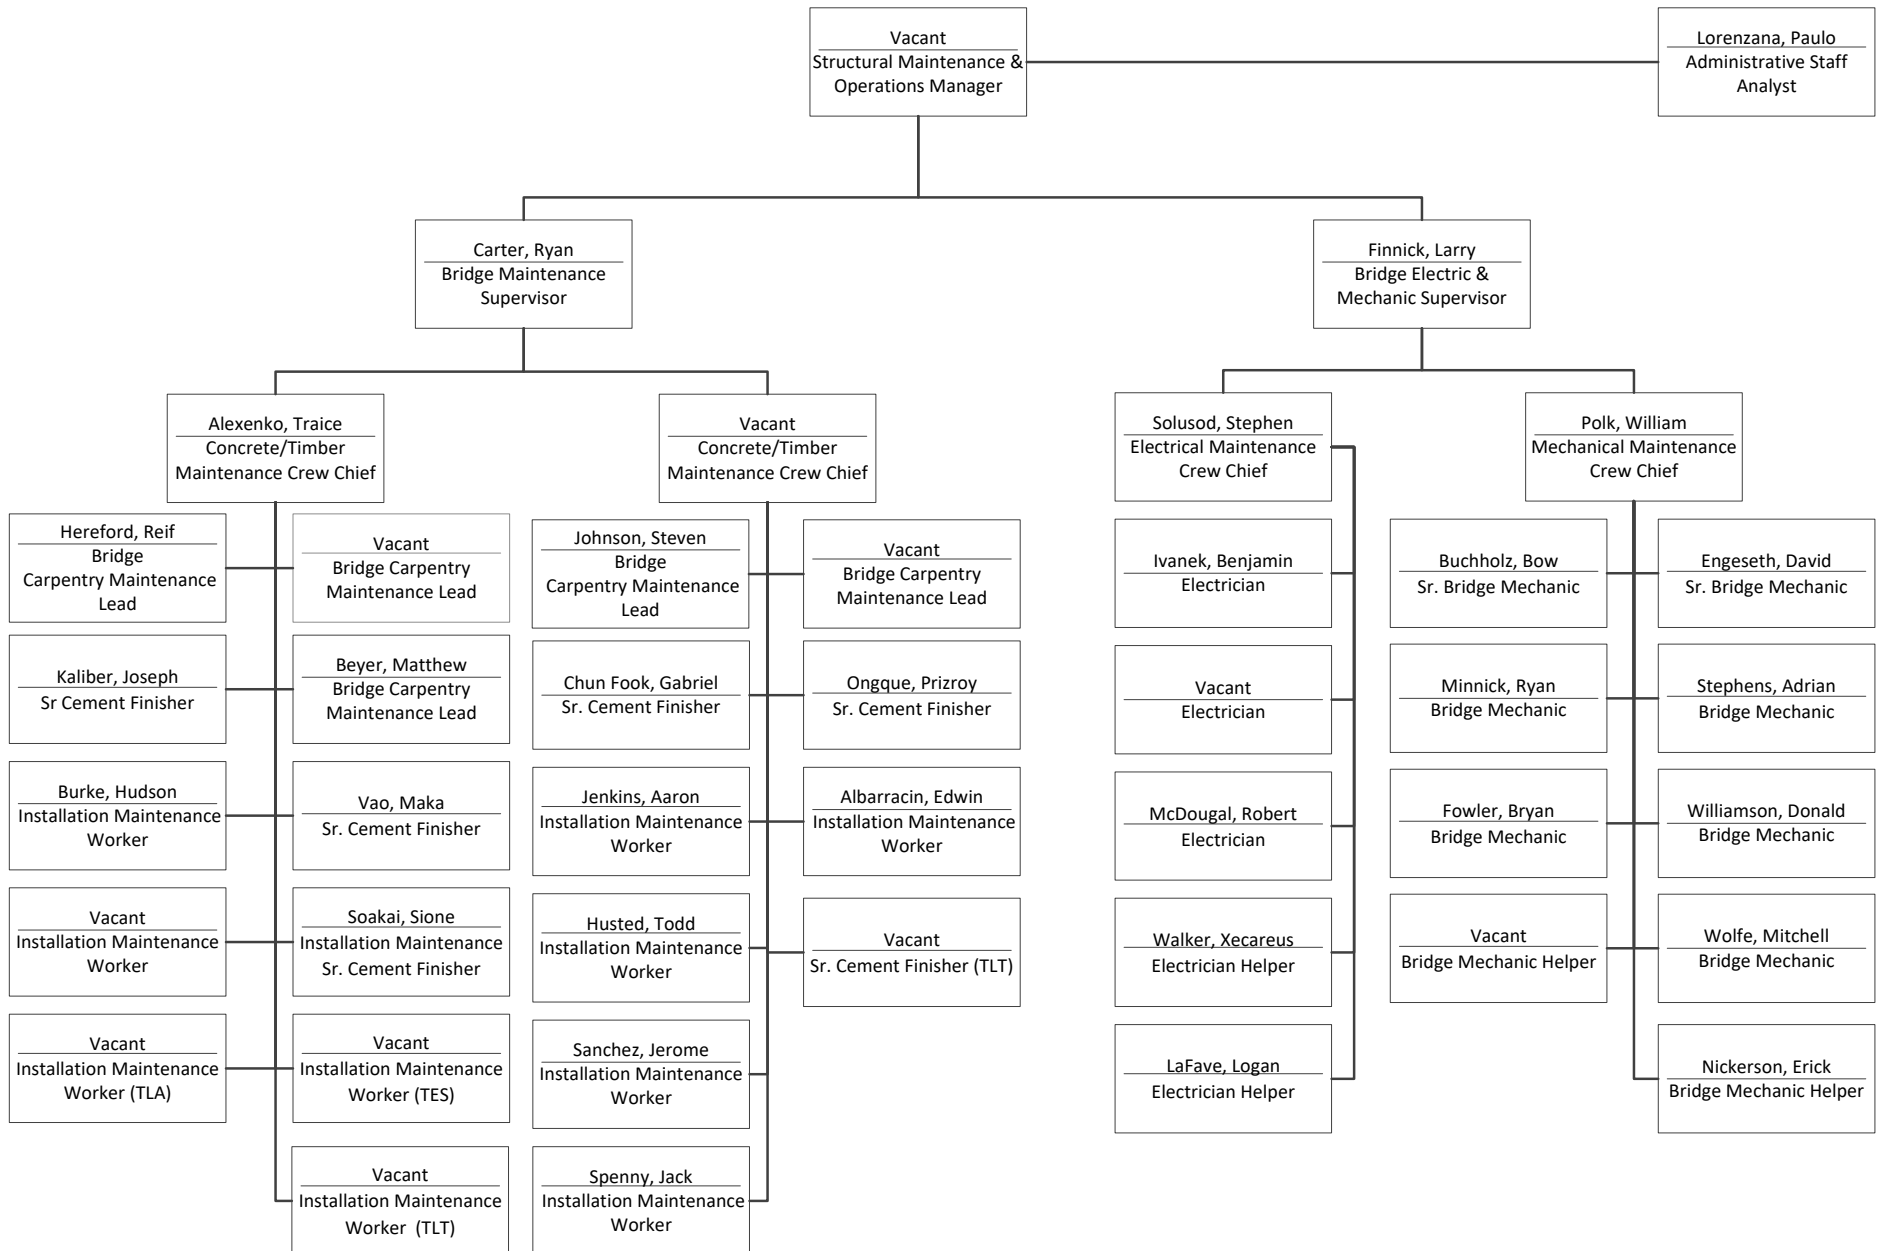 Vacant
Structural Maintenance &
Operations Manager
Lorenzana, Paulo
Administrative Staff
Analyst
Carter, Ryan
Bridge Maintenance
Supervisor
Finnick, Larry
Bridge Electric &
Mechanic Supervisor
Alexenko, Traice
Concrete/Timber
Maintenance Crew Chief
Vacant
Concrete/Timber
Maintenance Crew Chief
Solusod, Stephen
Electrical Maintenance
Crew Chief
Polk, William
Mechanical Maintenance
Crew Chief
Hereford, Reif
Bridge
Carpentry Maintenance
Lead
Vacant
Bridge Carpentry
Maintenance Lead
Johnson, Steven
Bridge
Carpentry Maintenance
Lead
Vacant
Bridge Carpentry
Maintenance Lead
Ivanek, Benjamin
Electrician
Buchholz, Bow
Sr. Bridge Mechanic
Engeseth, David
Sr. Bridge Mechanic
Kaliber, Joseph
Sr Cement Finisher
Beyer, Matthew
Bridge Carpentry
Maintenance Lead
Chun Fook, Gabriel
Sr. Cement Finisher
Ongque, Prizroy
Sr. Cement Finisher
Vacant
Electrician
Minnick, Ryan
Bridge Mechanic
Stephens, Adrian
Bridge Mechanic
Burke, Hudson
Installation Maintenance
Worker
Vao, Maka
Sr. Cement Finisher
Jenkins, Aaron
Installation Maintenance
Worker
Albarracin, Edwin
Installation Maintenance
Worker
McDougal, Robert
Electrician
Fowler, Bryan
Bridge Mechanic
Williamson, Donald
Bridge Mechanic
Vacant
Installation Maintenance
Worker
Soakai, Sione
Installation Maintenance
Sr. Cement Finisher
Husted, Todd
Installation Maintenance
Worker
Vacant
Sr. Cement Finisher (TLT)
Walker, Xecareus
Electrician Helper
Vacant
Bridge Mechanic Helper
Wolfe, Mitchell
Bridge Mechanic
Vacant
Installation Maintenance
Worker (TLA)
Vacant
Installation Maintenance
Worker (TES)
Sanchez, Jerome
Installation Maintenance
Worker
LaFave, Logan
Electrician Helper
Nickerson, Erick
Bridge Mechanic Helper
Vacant
Installation Maintenance
Worker  (TLT)
Spenny, Jack
Installation Maintenance
Worker